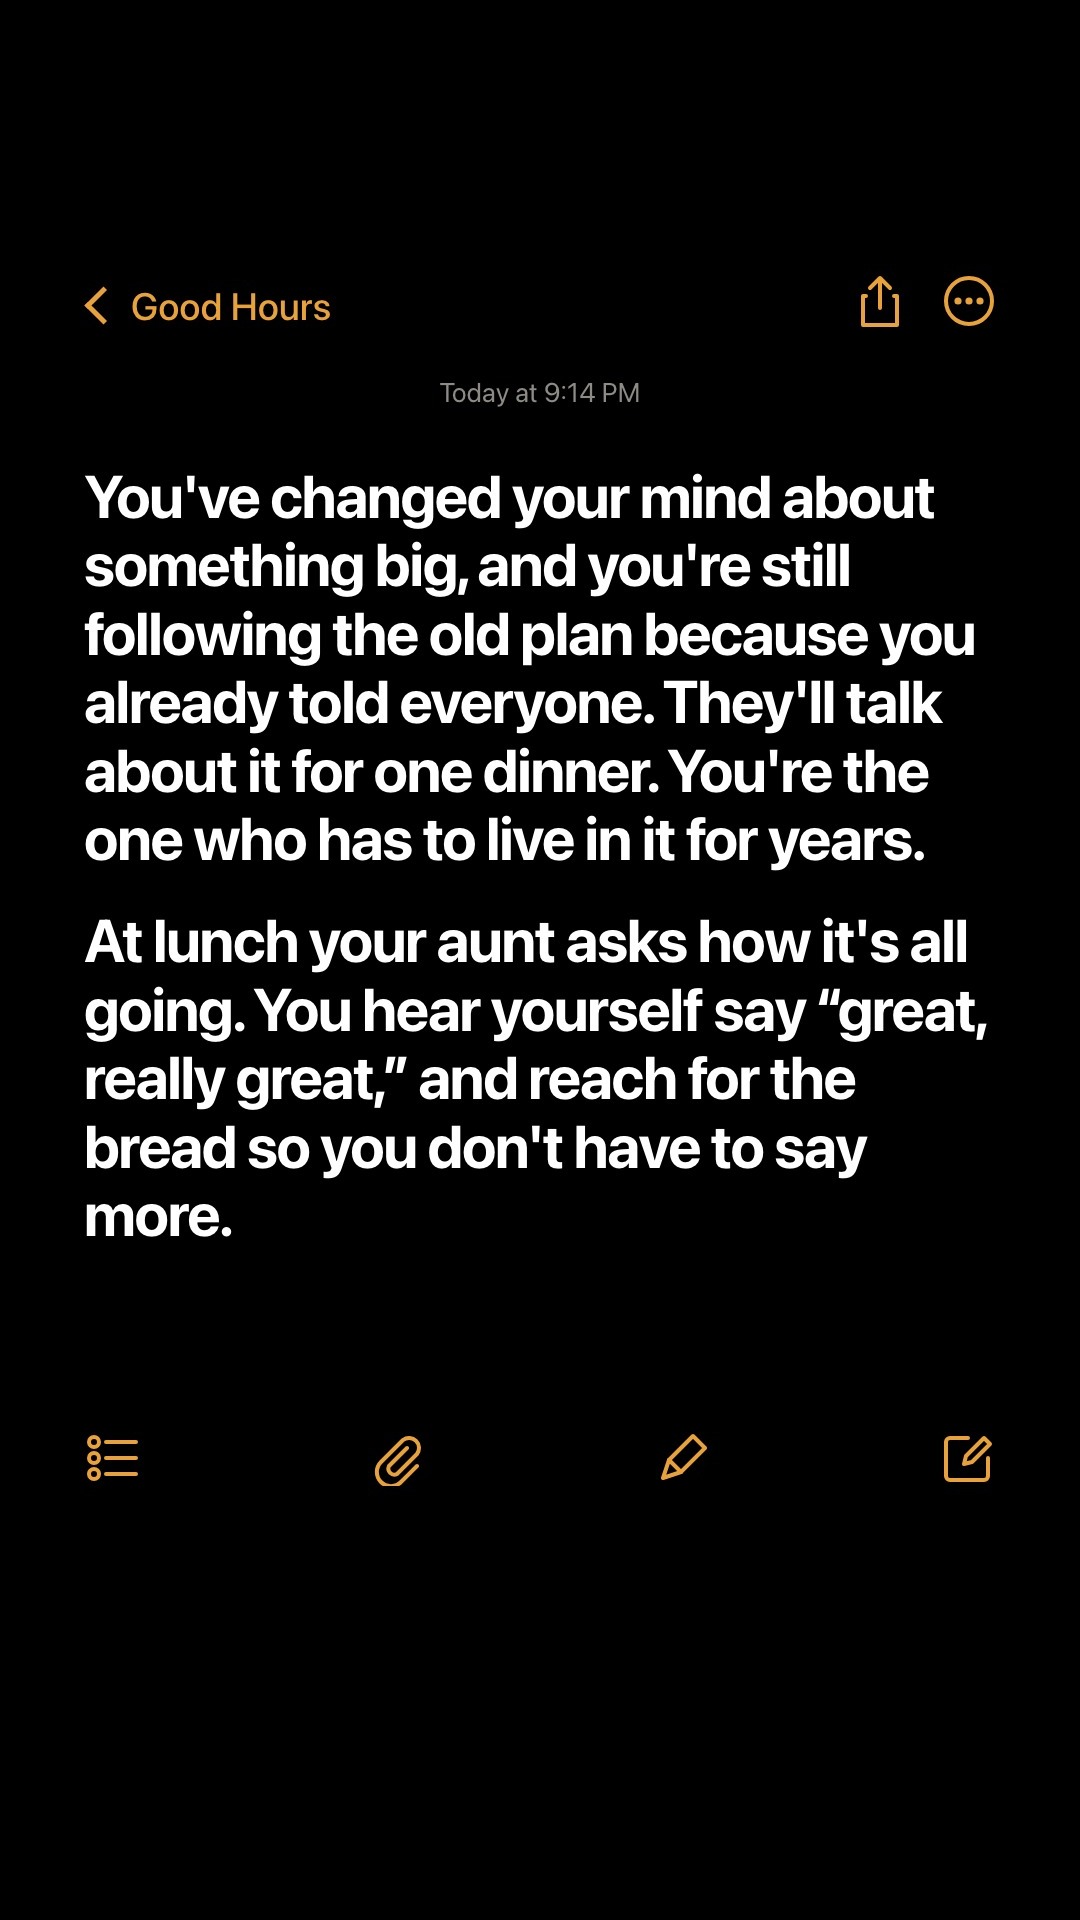 Good Hours
Today at 9:14 PM
You've changed your mind about
something big, and you're still
following the old plan because you
already told everyone. They'll talk
about it for one dinner. You're the
one who has to live in it for years.
At lunch your aunt asks how it's all
going. You hear yourself say “great,
really great,” and reach for the
bread so you don't have to say
more.